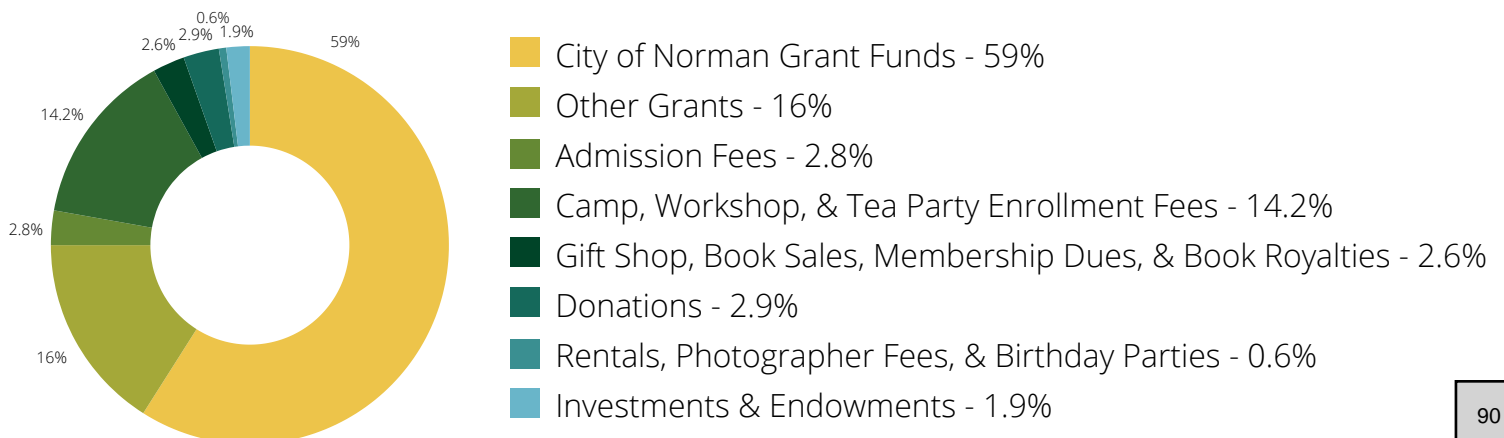 0.6%
2.9%
1.9%
2.6%
59%
14.2%
2.8%
16%
City of Norman Grant Funds - 59%
Other Grants - 16%
Admission Fees - 2.8%
Camp, Workshop, & Tea Party Enrollment Fees - 14.2%
Gift Shop, Book Sales, Membership Dues, & Book Royalties - 2.6%
Donations - 2.9%
Rentals, Photographer Fees, & Birthday Parties - 0.6%
Investments & Endowments - 1.9%
90